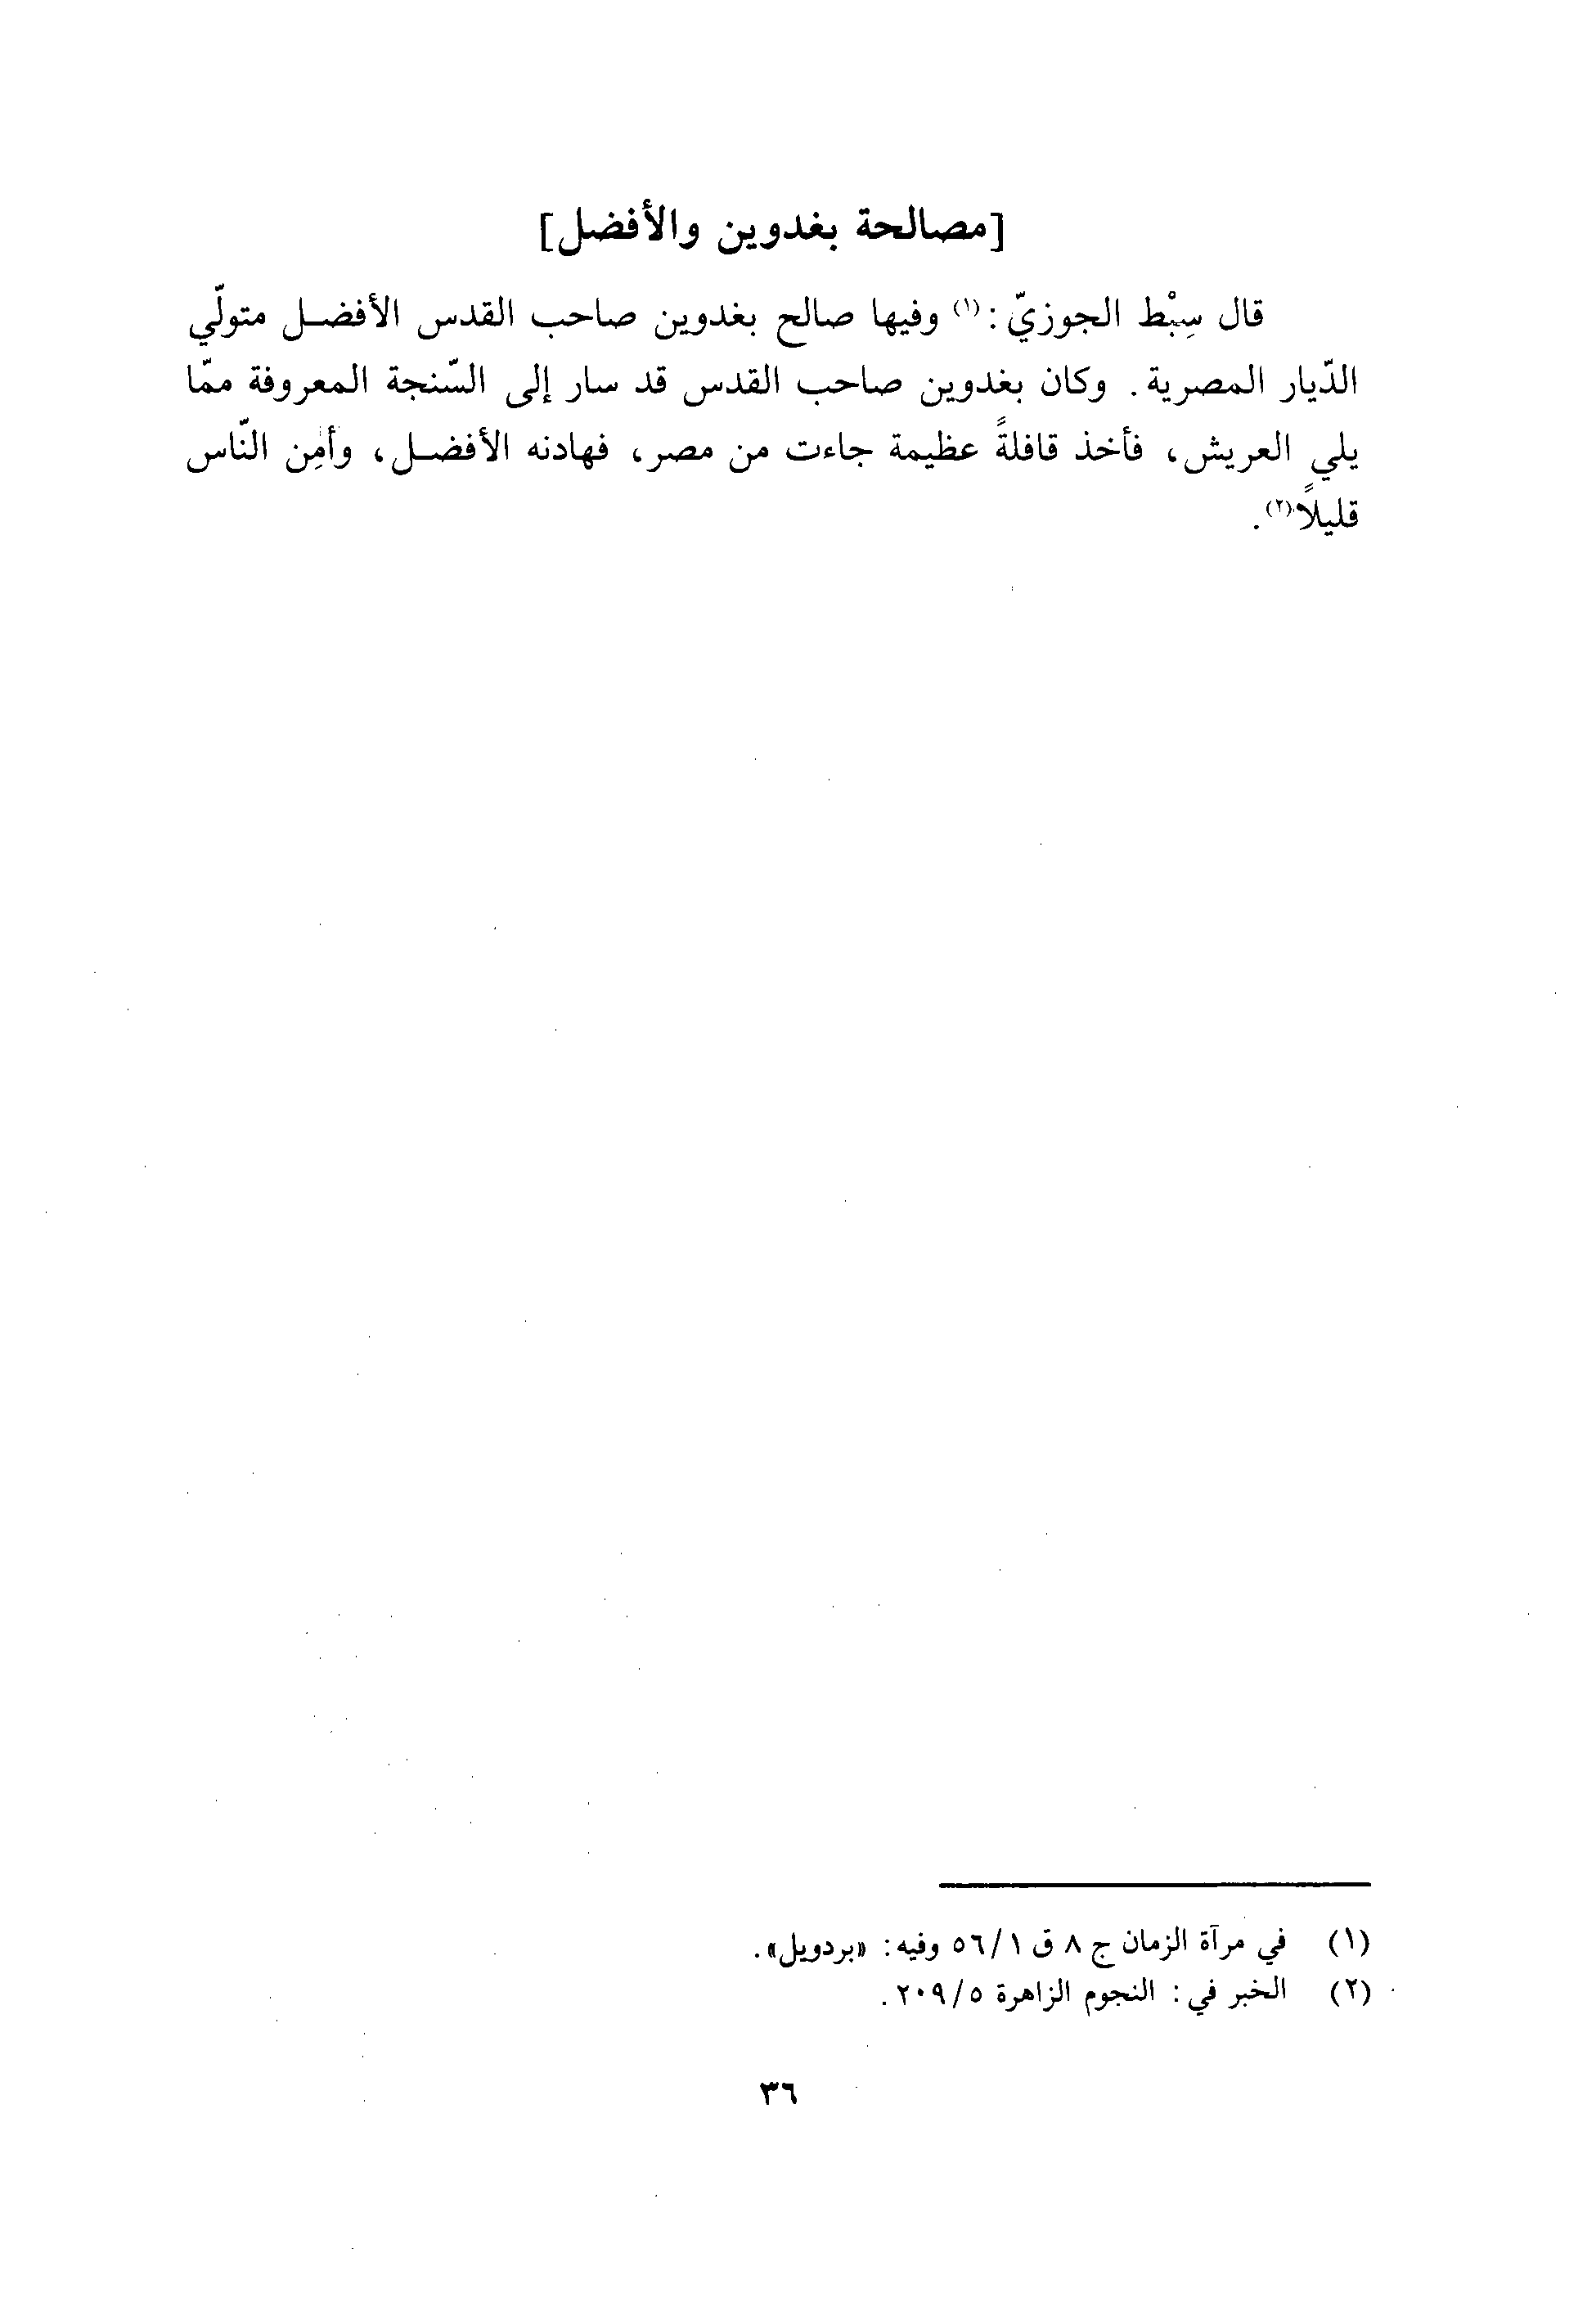 [مصالحة بغدوين والأفضل]
قال سِبْط الجوزيّ:(١) وفيها صالح بغدوين صاحب القدس الأفضل متولّي
الدّيار المصرية. وكان بغدوين صاحب القدس قد سار إلى السّنجة المعروفة ممّا
يلي العريش، فأخذ قافلةً عظيمة جاءت من مصر، فهادنه الأفضل، وأمِن النّاس
قليلاً(٢).
(١) في مرآة الزمان ج ٨ ق ١/٥٦ وفيه: «بردويل».
(٢) الخبر في: النجوم الزاهرة ٢٠٩/٥.
٣٦